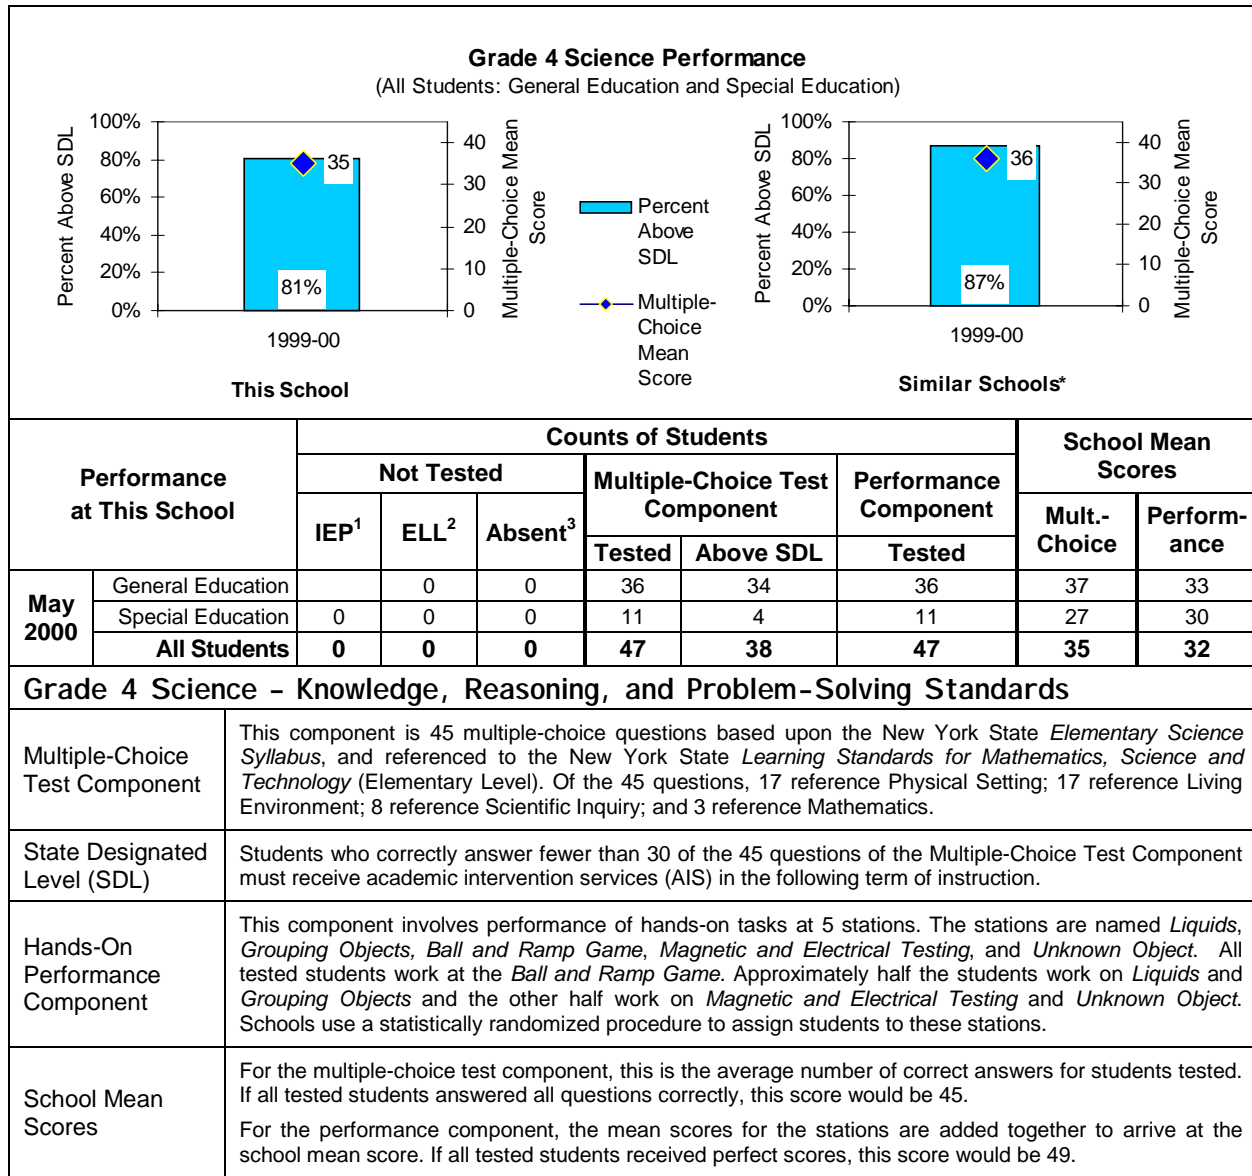 Grade 4 Science Performance
(All Students: General Education and Special Education)
Percent Above SDL
100%
80%
60%
40%
20%
0%
35
81%
40
30
20
10
0
Multiple-Choice Mean
Score
1999-00
This School
Percent
Above
SDL
Multiple-
Choice
Mean
Score
Percent Above SDL
100%
80%
60%
40%
20%
0%
36
87%
40
30
20
10
0
Multiple-Choice Mean
Score
1999-00
Similar Schools*
Performance
at This School
Counts of Students
School Mean
Scores
Not Tested
Multiple-Choice Test
Component
Performance
Component
IEP1 ELL2 Absent3
Tested Above SDL Tested
Mult.-
Choice
Perform-
ance
May
2000
General Education 0 0 36 34 36 37 33
Special Education 0 0 0 11 4 11 27 30
All Students 0 0 0 47 38 47 35 32
Grade 4 Science – Knowledge, Reasoning, and Problem-Solving Standards
Multiple-Choice
Test Component
This component is 45 multiple-choice questions based upon the New York State Elementary Science
Syllabus, and referenced to the New York State Learning Standards for Mathematics, Science and
Technology (Elementary Level). Of the 45 questions, 17 reference Physical Setting; 17 reference Living
Environment; 8 reference Scientific Inquiry; and 3 reference Mathematics.
State Designated
Level (SDL)
Students who correctly answer fewer than 30 of the 45 questions of the Multiple-Choice Test Component
must receive academic intervention services (AIS) in the following term of instruction.
Hands-On
Performance
Component
This component involves performance of hands-on tasks at 5 stations. The stations are named Liquids,
Grouping Objects, Ball and Ramp Game, Magnetic and Electrical Testing, and Unknown Object. All
tested students work at the Ball and Ramp Game. Approximately half the students work on Liquids and
Grouping Objects and the other half work on Magnetic and Electrical Testing and Unknown Object.
Schools use a statistically randomized procedure to assign students to these stations.
School Mean
Scores
For the multiple-choice test component, this is the average number of correct answers for students tested.
If all tested students answered all questions correctly, this score would be 45.
For the performance component, the mean scores for the stations are added together to arrive at the
school mean score. If all tested students received perfect scores, this score would be 49.